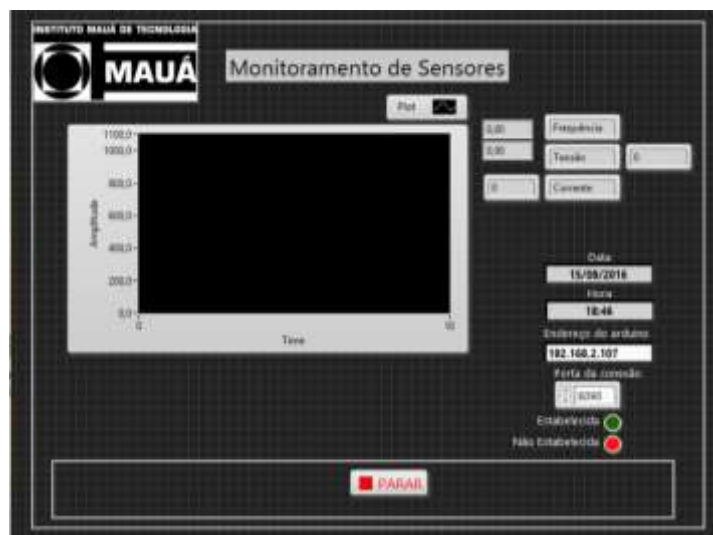 INSTITUTO MAUÁ DE TECNOLOGIA
MAUÁ
Monitoramento de Sensores
Plot
1100,0
1000,0
800,0
600,0
400,0
200,0
0,0
Amplitude
0
10
Time
0,00
Frequência
0,00
Tensão
0
0
Corrente
Data
15/09/2016
Hora
18:46
Endereço do arduino
192.168.2.107
Porta da conexão
Estabelecida
Não Estabelecida
PARAR